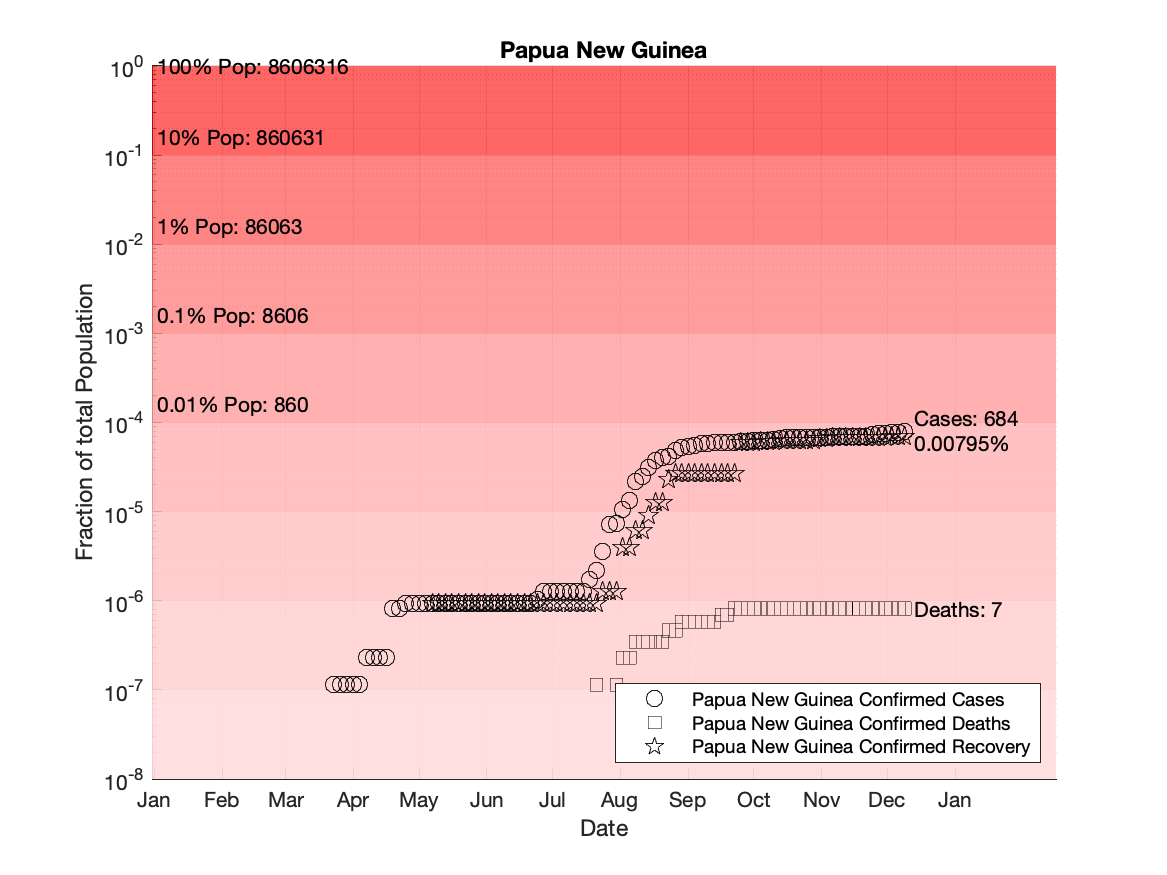 Papua New Guinea
10^0
100% Pop: 8606316
10% Pop: 860631
10^-1
1% Pop: 86063
10^-2
0.1% Pop: 8606
10^-3
0.01% Pop: 860
10^-4
Cases: 684
0.00795%
10^-5
10^-6
Deaths: 7
10^-7
Papua New Guinea Confirmed Cases
Papua New Guinea Confirmed Deaths
Papua New Guinea Confirmed Recovery
10^-8
Fraction of total Population
Jan Feb Mar Apr May Jun Jul Aug Sep Oct Nov Dec Jan
Date